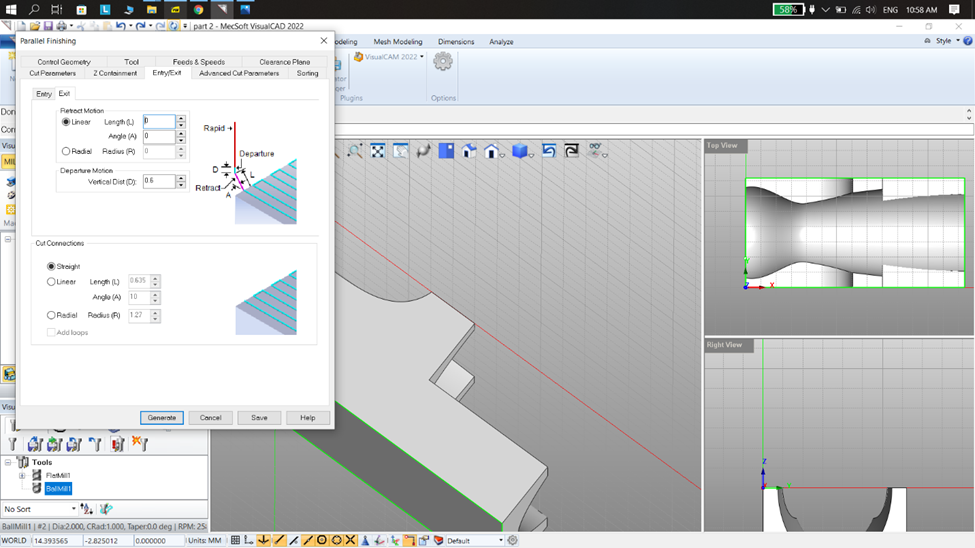 58%
ENG
10:58 AM
part 2 - MecSoft VisualCAD 2022
Parallel Finishing
Mesh Modeling
Dimensions
Analyze
Style
Control Geometry
Tool
Feeds & Speeds
Clearance Plane
Cut Parameters
Z Containment
Entry/Exit
Advanced Cut Parameters
Sorting
VisualCAM 2022
Plugins
Options
Entry
Exit
Retract Motion
Linear
Length (L)
0
Angle (A)
0
Radial
Radius (R)
0
Departure Motion
Vertical Dist (D):
0.6
Rapid
Departure
D
L
Retract
A
Cut Connections
Straight
Linear
Length (L)
0.635
Angle (A)
10
Radial
Radius (R)
1.27
Add loops
Generate
Cancel
Save
Help
Top View
X
Right View
Z
Tools
FlatMill1
BallMill1
No Sort
BallMill1 | #2 | Dia:2.000, CRad:1.000, Taper:0.0 deg | RPM: 25
WORLD
14.393565
-2.825012
0.000000
Units: MM
Default